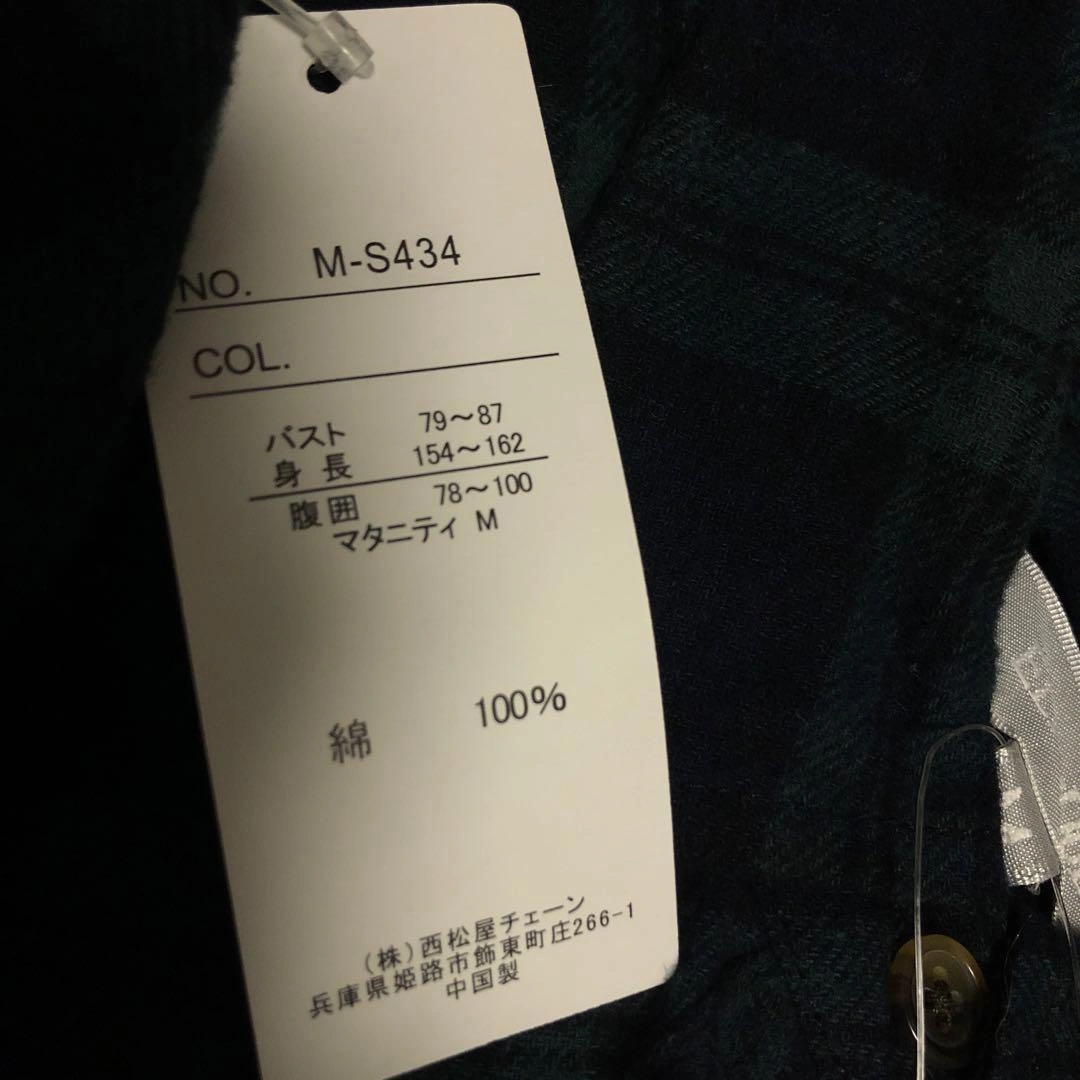 NO. M-S434
COL.
バスト 79～87
身長 154～162
腹囲 78～100
マタニティ M
綿 100%
(株)西松屋チェーン
兵庫県姫路市飾東町庄266-1
中国製